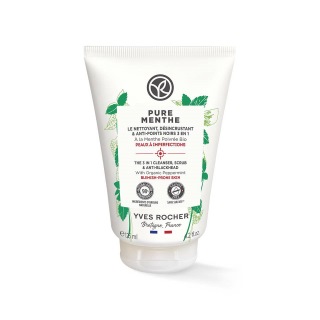 PURE
MENTHE
LE NETTOYANT, DÉSINCRUSTANT
& ANTI-POINTS NOIRS 3 EN 1
À la Menthe Poivrée Bio
PEAUX À IMPERFECTIONS
THE 3 IN 1 CLEANSER, SCRUB
& ANTI-BLACKHEAD
With Organic Peppermint
BLEMISH-PRONE SKIN
YVES ROCHER
Bretagne, France